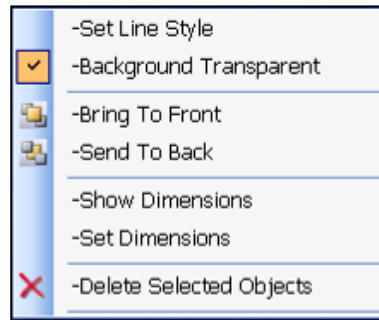 -Set Line Style
-Background Transparent
-Bring To Front
-Send To Back
-Show Dimensions
-Set Dimensions
-Delete Selected Objects